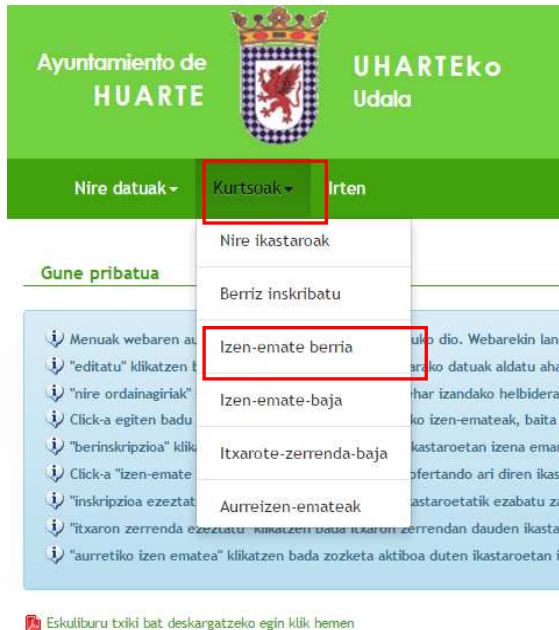 Ayuntamiento de
HUARTE
UHARTEko
Udala
Nire datuak
Kurtsoak
Irten
Nire ikastaroak
Berriz inskribatu
Izen-emate berria
Izen-emate-baja
Itxarote-zerrenda-baja
Aurreizen-emateak
Gune pribatua
Menuak webaren au uko dio. Webarekin lan
"editatu" klikatzen b arako datuak aldatu aha
"nire ordainagiriak" ehar izandako helbidera
Click-a egiten badu ko izen-emateak, baita
"berinskripzioa" klik kastaroetan izena eman
Click-a "izen-emate ofertando ari diren ikas
"inskripzioa ezeztat astaroetatik ezabatu za
"itxaron zerrenda ezeztatu" klikatzen bada itxaron zerrendan dauden ikasta
"aurretiko izen ematea" klikatzen bada zozketa aktiboa duten ikastaroetan i
Eskuliburu txiki bat deskargatzeko egin klik hemen